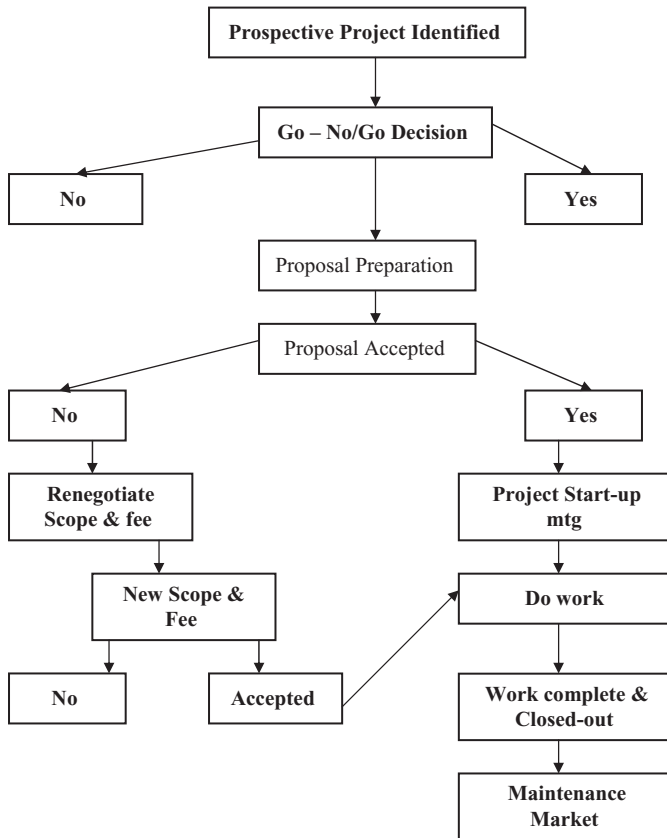 Prospective Project Identified
Go – No/Go Decision
No
Yes
Proposal Preparation
Proposal Accepted
No
Yes
Renegotiate
Scope & fee
Project Start-up
mtg
New Scope &
Fee
Do work
No
Accepted
Work complete &
Closed-out
Maintenance
Market